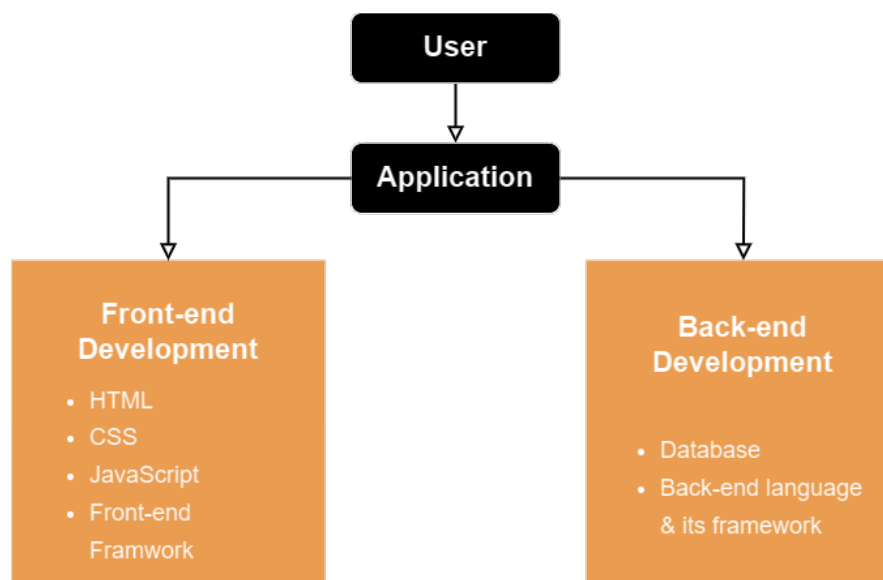 User
Application
Front-end
Development
• HTML
• CSS
• JavaScript
• Front-end
Framwork
Back-end
Development
• Database
• Back-end language
& its framework